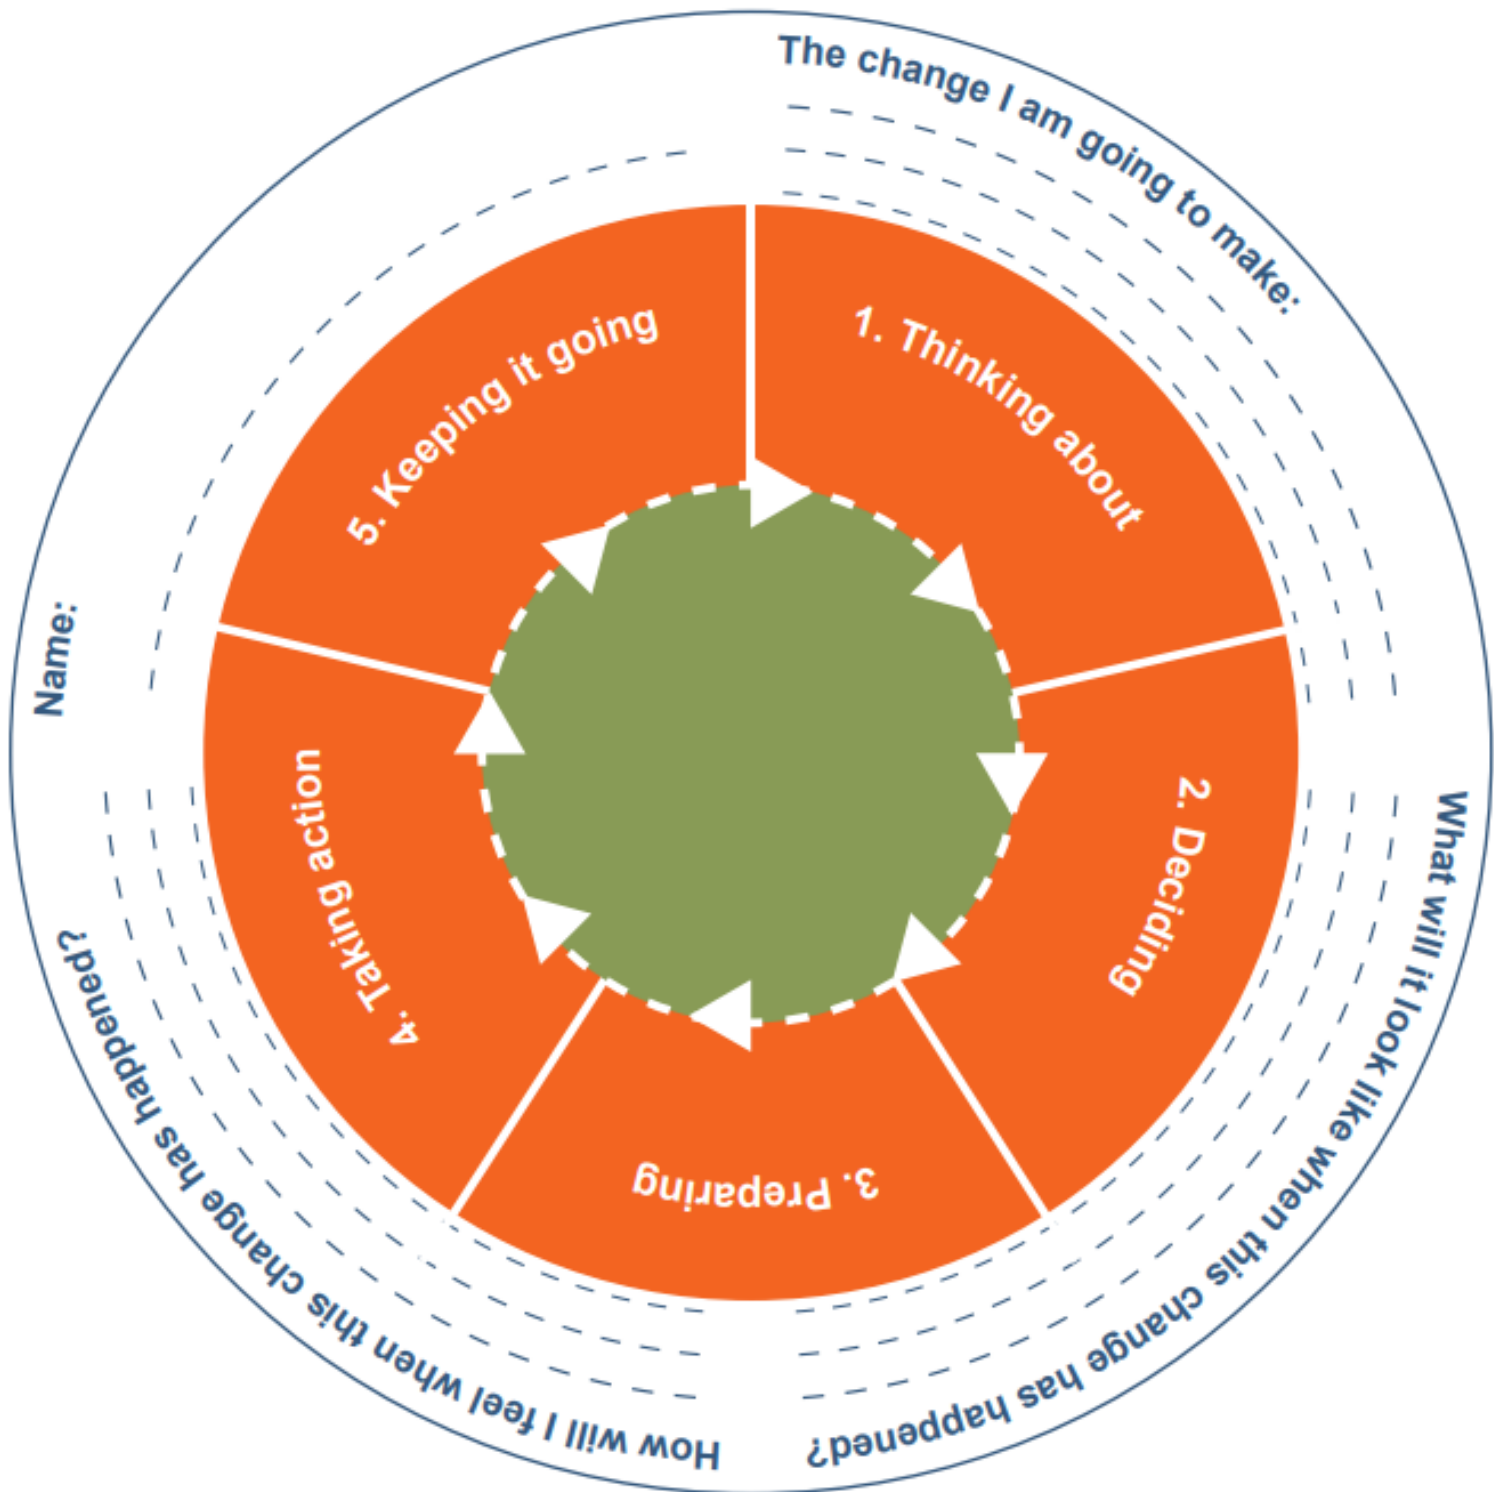 The change I am going to make:
What will it look like when this change has happened?
How will I feel when this change has happened?
Name:
1. Thinking about
2. Deciding
3. Preparing
4. Taking action
5. Keeping it going